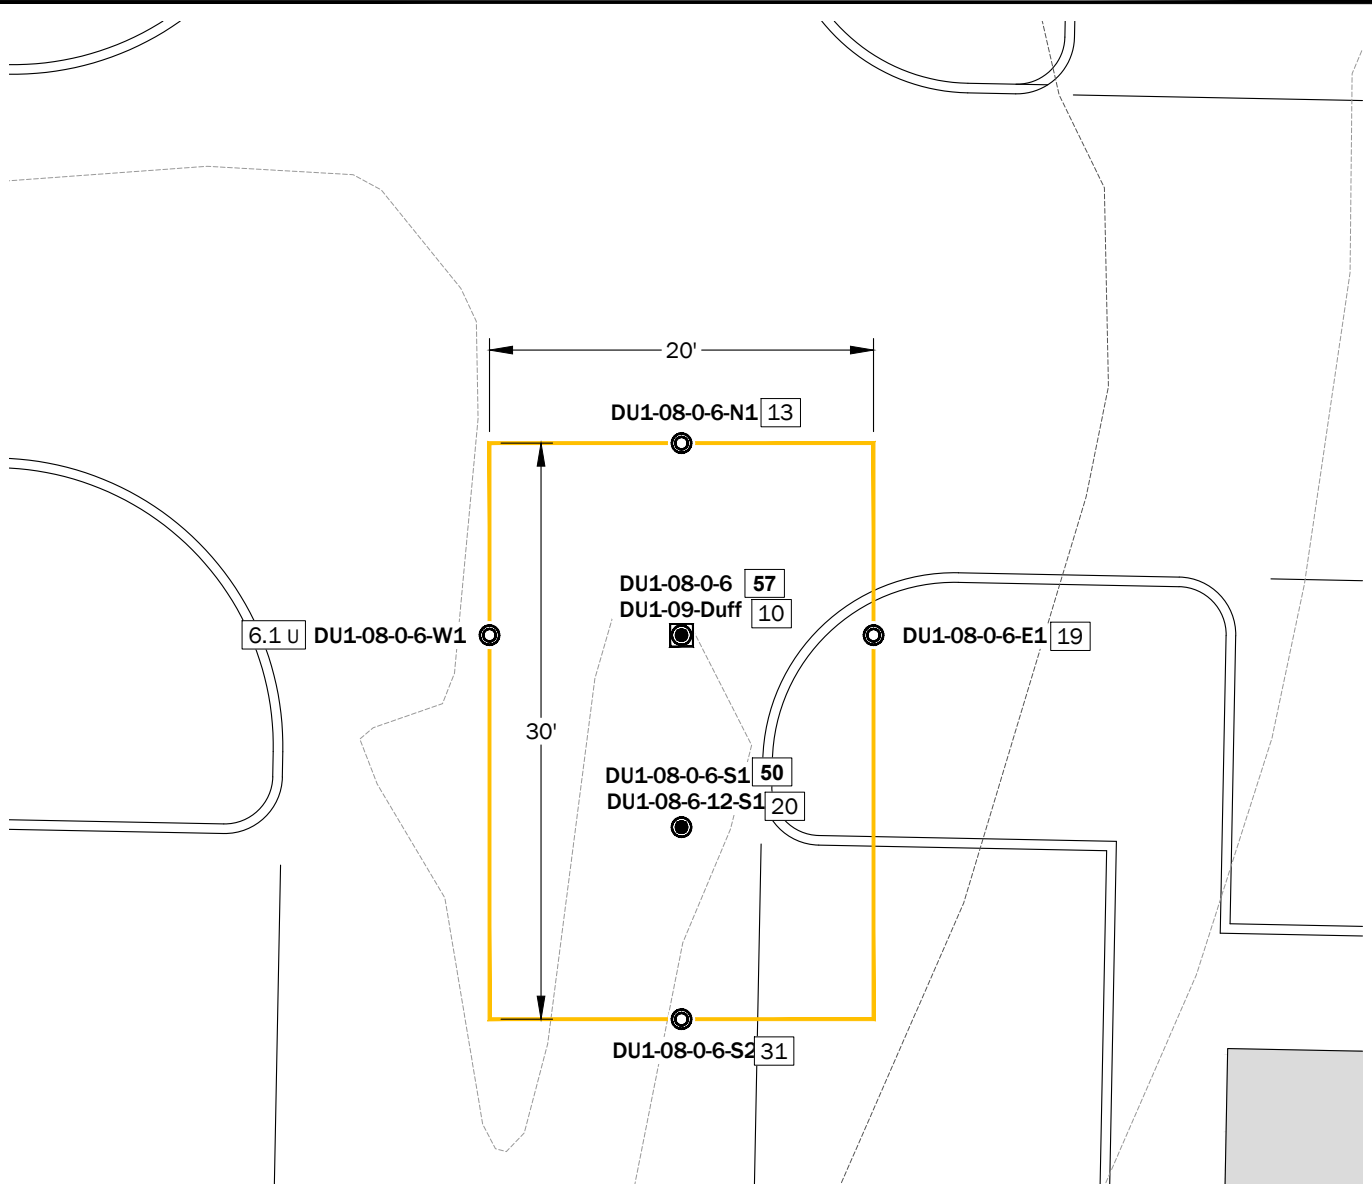 20'
DU1-08-0-6-N1 13
DU1-08-0-6 57
DU1-09-Duff 10
6.1 U DU1-08-0-6-W1
DU1-08-0-6-E1 19
30'
DU1-08-0-6-S1 50
DU1-08-6-12-S1 20
DU1-08-0-6-S2 31